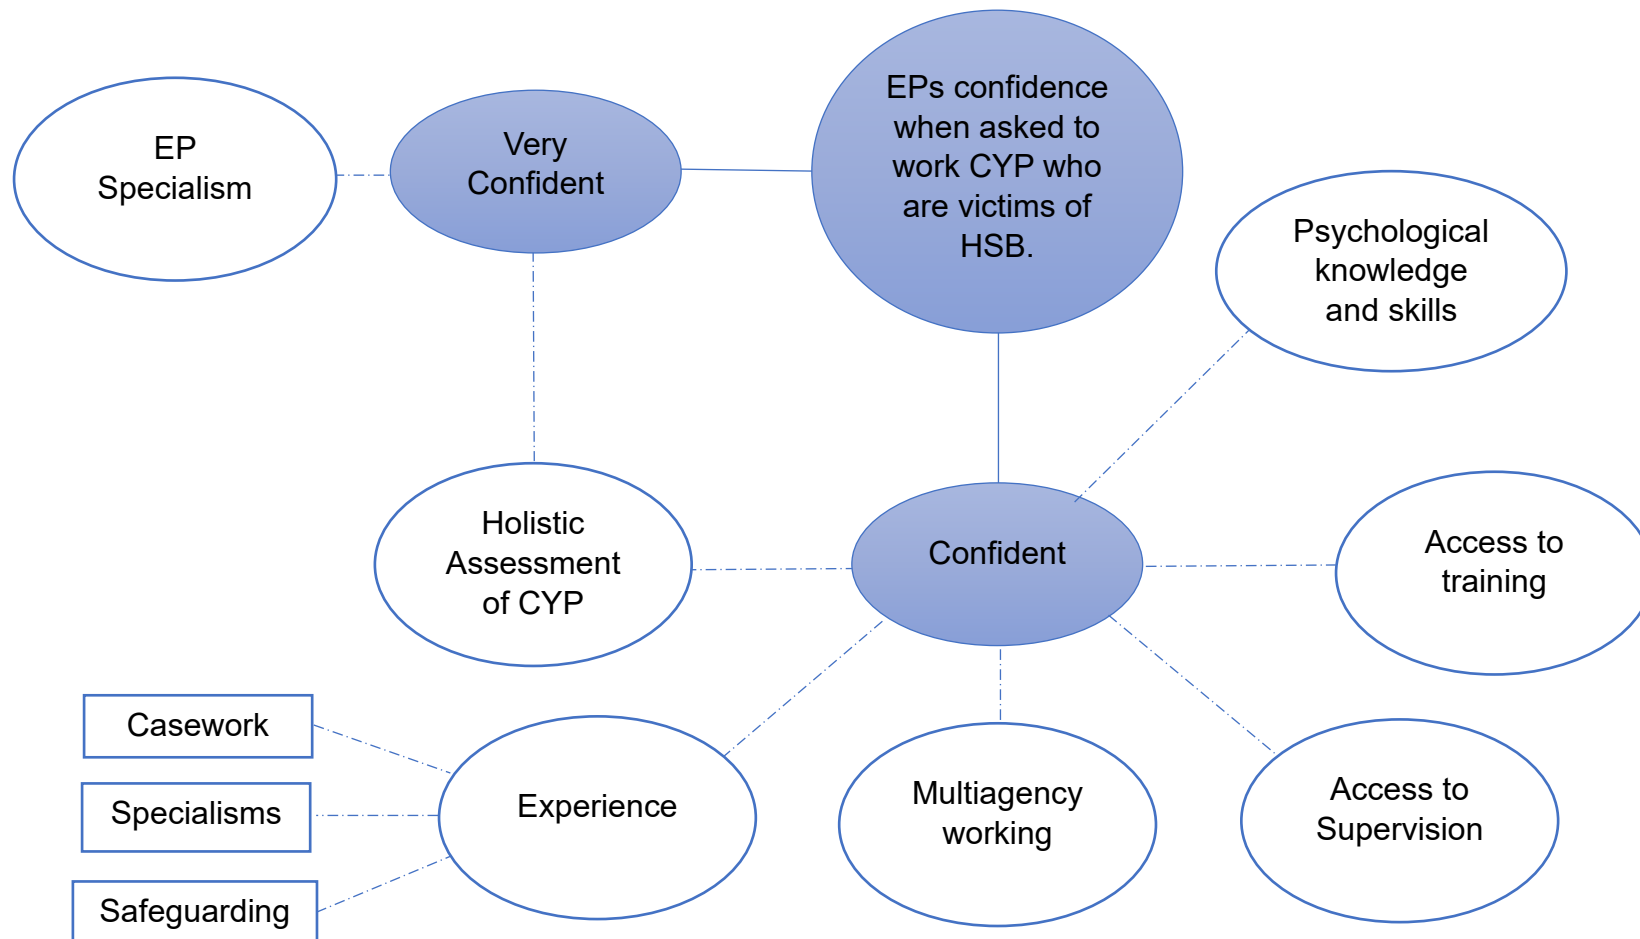 EPs confidence
when asked to
work CYP who
are victims of
HSB.
Very
Confident
EP
Specialism
Psychological
knowledge
and skills
Holistic
Assessment
of CYP
Confident
Access to
training
Casework
Specialisms
Safeguarding
Experience
Multiagency
working
Access to
Supervision